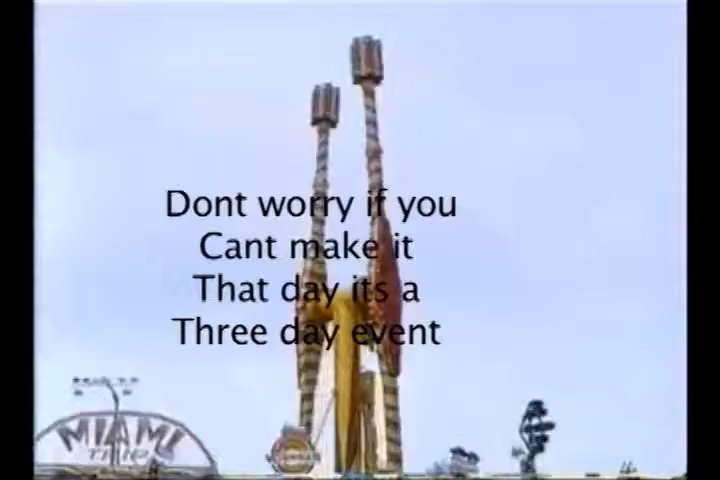 Dont worry if you
Cant make it
That day its a
Three day event
MIAMI